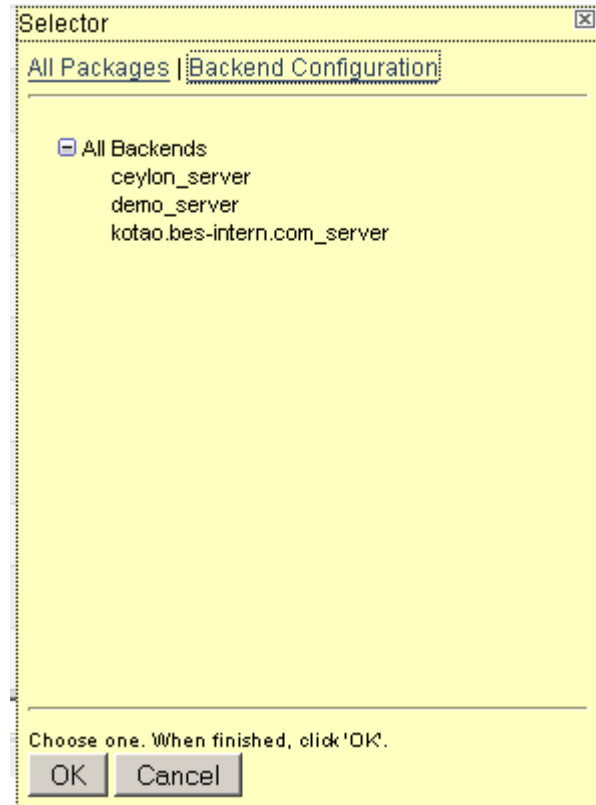 Selector
All Packages | Backend Configuration
All Backends
ceylon_server
demo_server
kotao.bes-intern.com_server
Choose one. When finished, click 'OK'.
OK Cancel